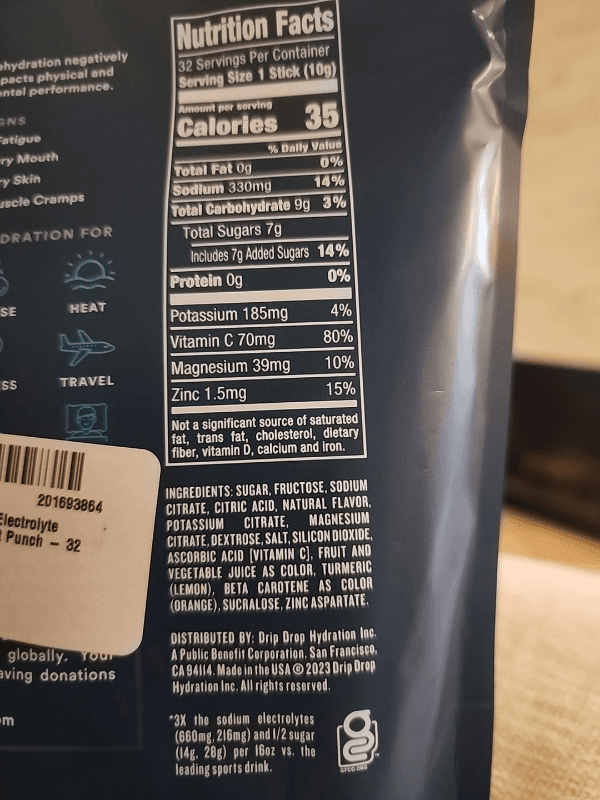 ehydration negatively
pacts physical and
ental performance.
GNS
Fatigue
ry Mouth
ry Skin
uscle Cramps
DRATION FOR
SE
HEAT
SS
TRAVEL
201693864
Electrolyte
t Punch - 32
globally. Your
aving donations
om
Nutrition Facts
32 Servings Per Container
Serving Size 1 Stick (10g)
Amount per serving
Calories 35
% Daily Value
Total Fat 0g 0%
Sodium 330mg 14%
Total Carbohydrate 9g 3%
Total Sugars 7g
Includes 7g Added Sugars 14%
Protein 0g 0%
Potassium 185mg 4%
Vitamin C 70mg 80%
Magnesium 39mg 10%
Zinc 1.5mg 15%
Not a significant source of saturated
fat, trans fat, cholesterol, dietary
fiber, vitamin D, calcium and iron.
INGREDIENTS: SUGAR, FRUCTOSE, SODIUM
CITRATE, CITRIC ACID, NATURAL FLAVOR,
POTASSIUM CITRATE, MAGNESIUM
CITRATE, DEXTROSE, SALT, SILICON DIOXIDE,
ASCORBIC ACID [VITAMIN C], FRUIT AND
VEGETABLE JUICE AS COLOR, TURMERIC
(LEMON), BETA CAROTENE AS COLOR
(ORANGE), SUCRALOSE, ZINC ASPARTATE.
DISTRIBUTED BY: Drip Drop Hydration Inc.
A Public Benefit Corporation. San Francisco,
CA 94114. Made in the USA © 2023 Drip Drop
Hydration Inc. All rights reserved.
*3X the sodium electrolytes
(660mg, 216mg) and 1/2 sugar
(14g, 28g) per 16oz vs. the
leading sports drink.
g
GFCO.ORG